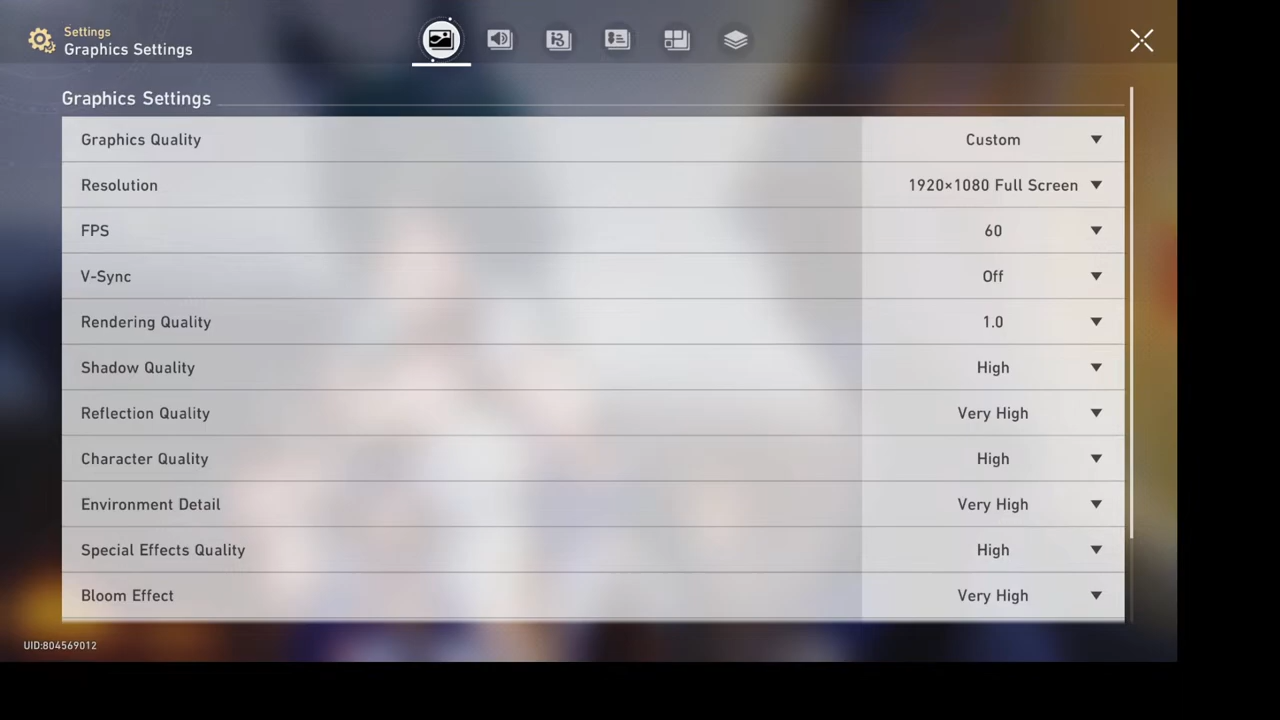 Settings
Graphics Settings
Graphics Settings
Graphics Quality Custom
Resolution 1920×1080 Full Screen
FPS 60
V-Sync Off
Rendering Quality 1.0
Shadow Quality High
Reflection Quality Very High
Character Quality High
Environment Detail Very High
Special Effects Quality High
Bloom Effect Very High
UID:804569012